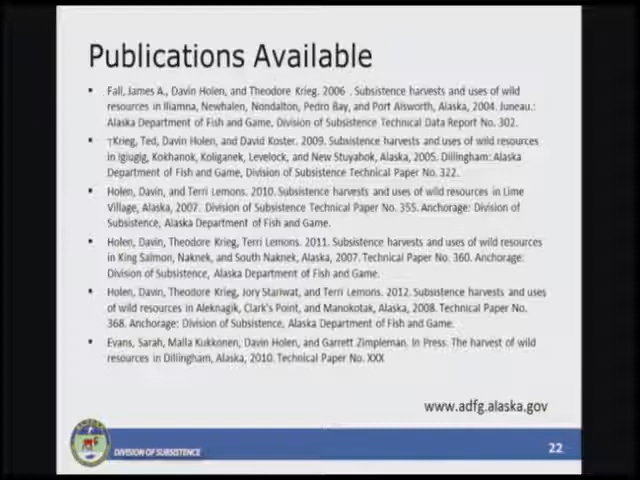 Publications Available
• Fall, James A., Davin Holen, and Theodore Krieg. 2006 . Subsistence harvests and uses of wild
resources in Iliamna, Newhalen, Nondalton, Pedro Bay, and Port Alsworth, Alaska, 2004. Juneau.:
Alaska Department of Fish and Game, Division of Subsistence Technical Data Report No. 302.
• Krieg, Ted, Davin Holen, and David Koster. 2009. Subsistence harvests and uses of wild resources
in Igiugig, Kokhanok, Koliganek, Levelock, and New Stuyahok, Alaska, 2005. Dillingham: Alaska
Department of Fish and Game, Division of Subsistence Technical Paper No. 322.
• Holen, Davin, and Terri Lemons. 2010. Subsistence harvests and uses of wild resources in Lime
Village, Alaska, 2007. Division of Subsistence Technical Paper No. 355. Anchorage: Division of
Subsistence, Alaska Department of Fish and Game.
• Holen, Davin, Theodore Krieg, Terri Lemons. 2011. Subsistence harvests and uses of wild resources
in King Salmon, Naknek, and South Naknek, Alaska, 2007. Technical Paper No. 360. Anchorage:
Division of Subsistence, Alaska Department of Fish and Game.
• Holen, Davin, Theodore Krieg, Jory Stariwat, and Terri Lemons. 2012. Subsistence harvests and uses
of wild resources in Aleknagik, Clark's Point, and Manokotak, Alaska, 2008. Technical Paper No.
368. Anchorage: Division of Subsistence, Alaska Department of Fish and Game.
• Evans, Sarah, Malla Kukkonen, Davin Holen, and Garrett Zimpleman. In Press. The harvest of wild
resources in Dillingham, Alaska, 2010. Technical Paper No. XXX
www.adfg.alaska.gov
DIVISION OF SUBSISTENCE
22